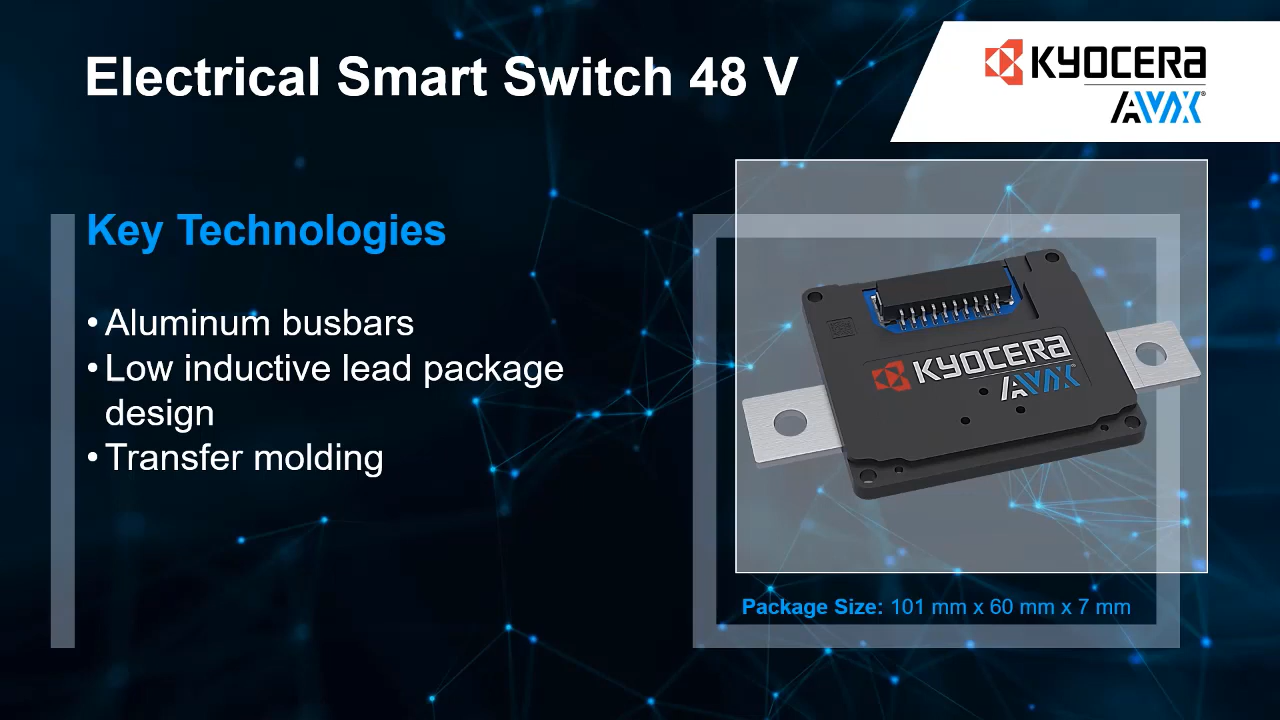 Electrical Smart Switch 48 V
KYOCERA
AVX®
Key Technologies
• Aluminum busbars
• Low inductive lead package
design
• Transfer molding
KYOCERA
AVX
Package Size: 101 mm x 60 mm x 7 mm